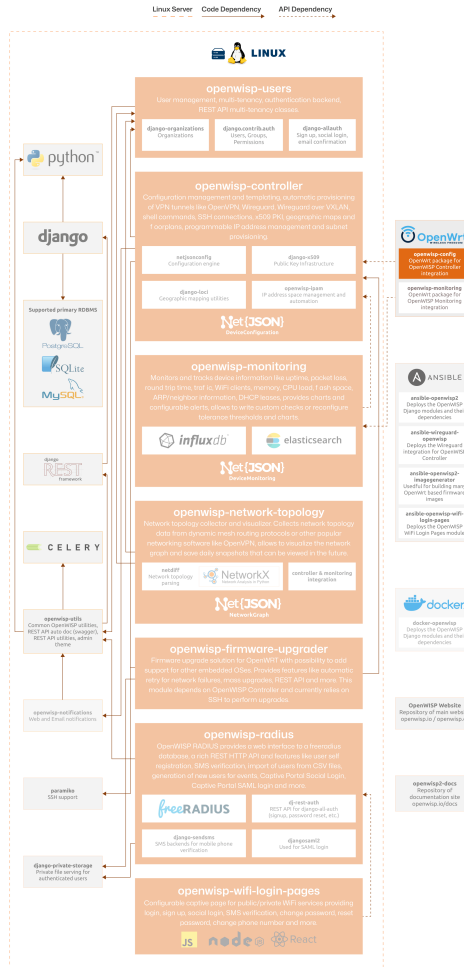 Linux Server Code Dependency API Dependency
LINUX
openwisp-users
User management, multi-tenancy, authentication backend,
REST API multi-tenancy classes.
django-organizations
Organizations
django.contrib.auth
Users, Groups,
Permissions
django-allauth
Sign up, social login,
email confirmation
openwisp-controller
Configuration management and templating, automatic provisioning
of VPN tunnels like OpenVPN, Wireguard, Wireguard over VXLAN,
shell commands, SSH connections, x509 PKI, geographic maps and
floorplans, programmable IP address management and subnet
provisioning.
netjsonconfig
Configuration engine
django-x509
Public Key Infrastructure
django-loci
Geographic mapping utilities
openwisp-ipam
IP address space management and
automation
Net{JSON}
DeviceConfiguration
openwisp-monitoring
Monitors and tracks device information like uptime, packet loss,
round trip time, traffic, WiFi clients, memory, CPU load, flash space,
ARP/neighbor information, DHCP leases, provides charts and
configurable alerts, allows to write custom checks or reconfigure
tolerance thresholds and charts
influxdb
elasticsearch
Net{JSON}
DeviceMonitoring
openwisp-network-topology
Network topology collector and visualizer. Collects network topology
data from dynamic mesh routing protocols or other popular
networking software like OpenVPN, allows to visualize the network
graph and save daily snapshots that can be viewed in the future.
netdiff
Network topology
parsing
NetworkX
Network Analysis in Python
controller & monitoring
integration
Net{JSON}
NetworkGraph
openwisp-firmware-upgrader
Firmware upgrade solution for OpenWRT with possibility to add
support for other embedded OSes. Provides features like automatic
retry for network failures, mass upgrades, REST API and more. This
module depends on OpenWISP Controller and currently relies on
SSH to perform upgrades
openwisp-radius
OpenWISP RADIUS provides a web interface to a freeradius
database, a rich REST HTTP API and features like user self
registration, SMS verification, import of users from CSV files,
generation of new users for events, Captive Portal Social Login,
Captive Portal SAML login and more
freeRADIUS
dj-rest-auth
REST API for django-all-auth
(signup, password reset, etc.)
django-sendsms
SMS backends for mobile phone
verification
djangosaml2
Used for SAML login
openwisp-wifi-login-pages
Configurable captive page for public/private WiFi services providing
login, sign up, social login, SMS verification, change password, reset
password, change phone number and more
JS
node
React
python
django
Supported primary RDBMS
PostgreSQL
SQLite
MySQL
django
REST
framework
CELERY
openwisp-utils
Common OpenWISP utilities,
REST API auto doc (swagger),
REST API utilities, admin
theme
openwisp-notifications
Web and Email notifications
paramiko
SSH support
django-private-storage
Private file serving for
authenticated users
OpenWrt
WIRELESS FREEDOM
openwisp-config
OpenWrt package for
OpenWISP Controller
integration
openwisp-monitoring
OpenWrt package for
OpenWISP Monitoring
integration
ANSIBLE
ansible-openwisp2
Deploys the OpenWISP
Django modules and their
dependencies
ansible-wireguard-
openwisp
Deploys the Wireguard
integration for OpenWISP
Controller
ansible-openwisp2-
imagegenerator
Usedful for building many
OpenWrt based firmware
images
ansible-openwisp-wifi-
login-pages
Deploys the OpenWISP
WiFi Login Pages module
docker
docker-openwisp
Deploys the OpenWISP
Django modules and their
dependencies
OpenWISP Website
Repository of main website
openwisp.io / openwisp.
openwisp2-docs
Repository of
documentation site
openwisp.io/docs